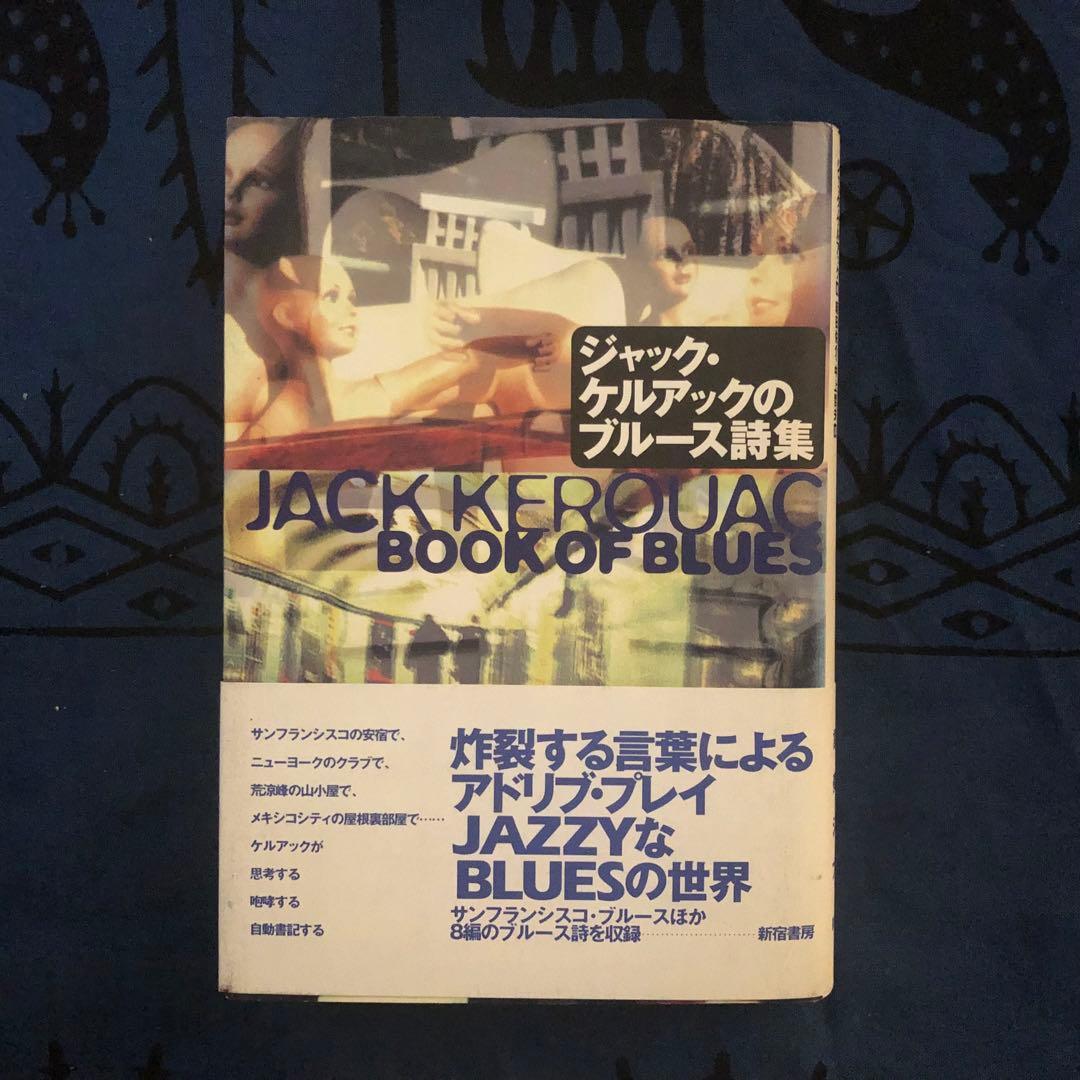 ジャック・
ケルアックの
ブルース詩集
JACK KEROUAC
BOOK OF BLUES
サンフランシスコの安宿で、
ニューヨークのクラブで、
荒涼峰の山小屋で、
メキシコシティの屋根裏部屋で……
ケルアックが
思考する
咆哮する
自動書記する
炸裂する言葉による
アドリブ・プレイ
JAZZYな
BLUESの世界
サンフランシスコ・ブルースほか
8編のブルース詩を収録……………………新宿書房